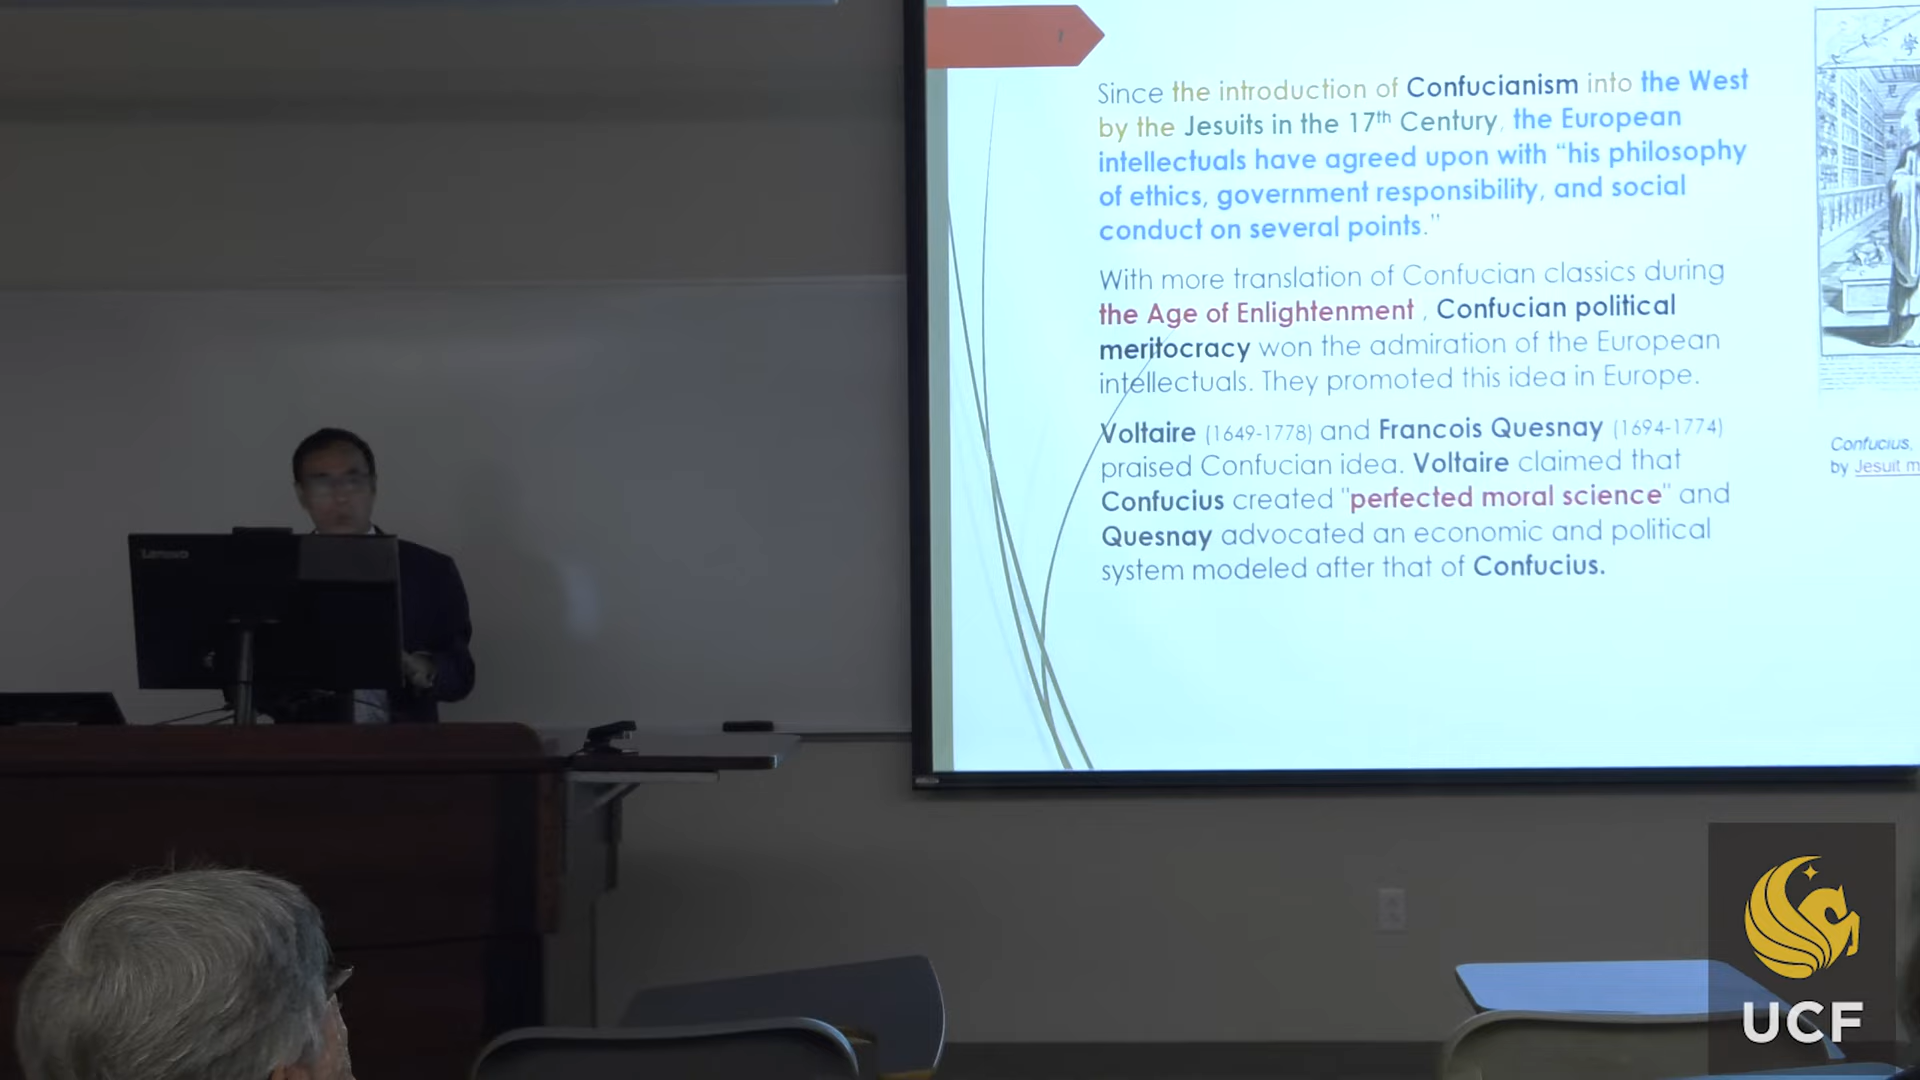 Since the introduction of Confucianism into the West
by the Jesuits in the 17th Century, the European
intellectuals have agreed upon with “his philosophy
of ethics, government responsibility, and social
conduct on several points."
With more translation of Confucian classics during
the Age of Enlightenment , Confucian political
meritocracy won the admiration of the European
intellectuals. They promoted this idea in Europe.
Voltaire (1649-1778) and Francois Quesnay (1694-1774)
praised Confucian idea. Voltaire claimed that
Confucius created "perfected moral science" and
Quesnay advocated an economic and political
system modeled after that of Confucius.
Confucius,
by Jesuit m
Lenovo
UCF